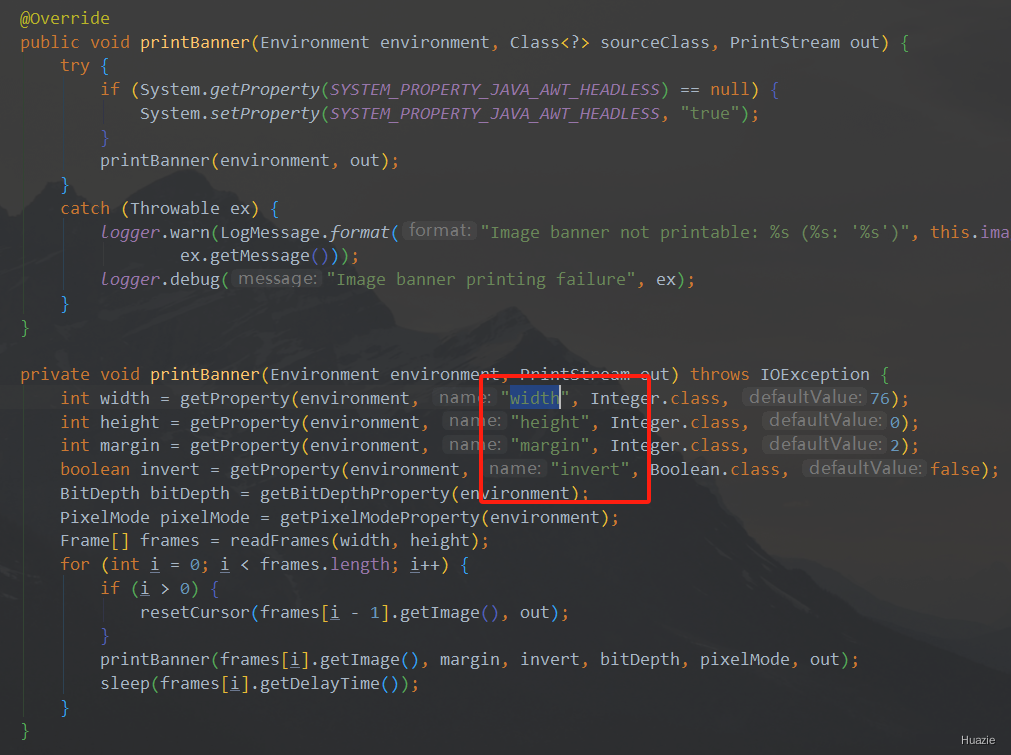 @Override
public void printBanner(Environment environment, Class<?> sourceClass, PrintStream out) {
try {
if (System.getProperty(SYSTEM_PROPERTY_JAVA_AWT_HEADLESS) == null) {
System.setProperty(SYSTEM_PROPERTY_JAVA_AWT_HEADLESS, "true");
}
printBanner(environment, out);
}
catch (Throwable ex) {
logger.warn(LogMessage.format( format: "Image banner not printable: %s (%s: '%s')", this.ima
ex.getMessage()));
logger.debug( message: "Image banner printing failure", ex);
}
}
private void printBanner(Environment environment, PrintStream out) throws IOException {
int width = getProperty(environment, name: "width", Integer.class, defaultValue: 76);
int height = getProperty(environment, name: "height", Integer.class, defaultValue: 0);
int margin = getProperty(environment, name: "margin", Integer.class, defaultValue: 2);
boolean invert = getProperty(environment, name: "invert", Boolean.class, defaultValue: false);
BitDepth bitDepth = getBitDepthProperty(environment);
PixelMode pixelMode = getPixelModeProperty(environment);
Frame[] frames = readFrames(width, height);
for (int i = 0; i < frames.length; i++) {
if (i > 0) {
resetCursor(frames[i - 1].getImage(), out);
}
printBanner(frames[i].getImage(), margin, invert, bitDepth, pixelMode, out);
sleep(frames[i].getDelayTime());
}
}
Huazie